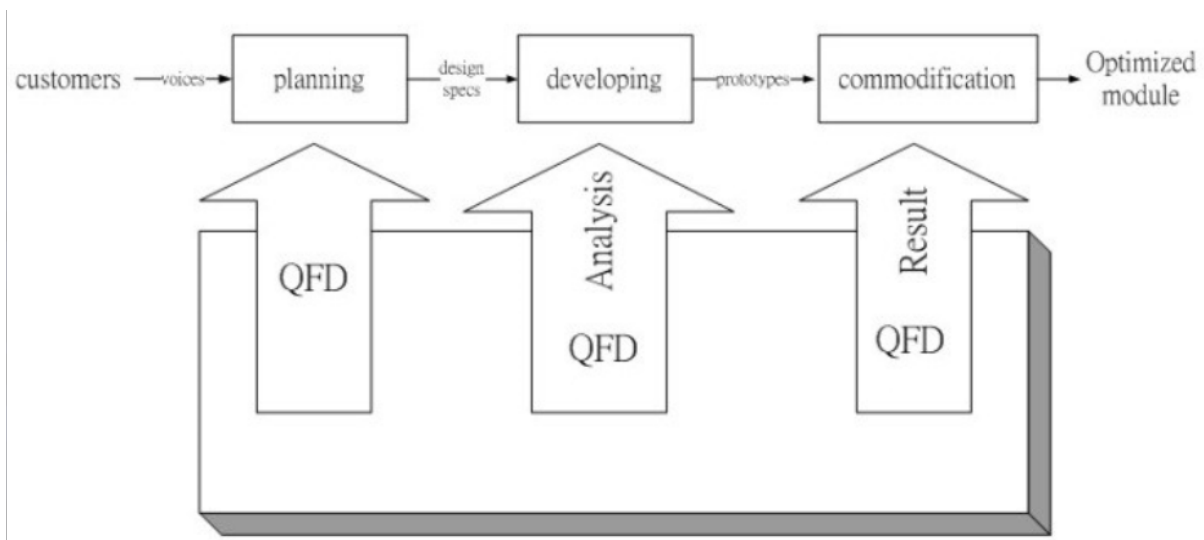 customers
voices
planning
design
specs
developing
prototypes
commodification
Optimized
module
QFD
Analysis
QFD
Result
QFD